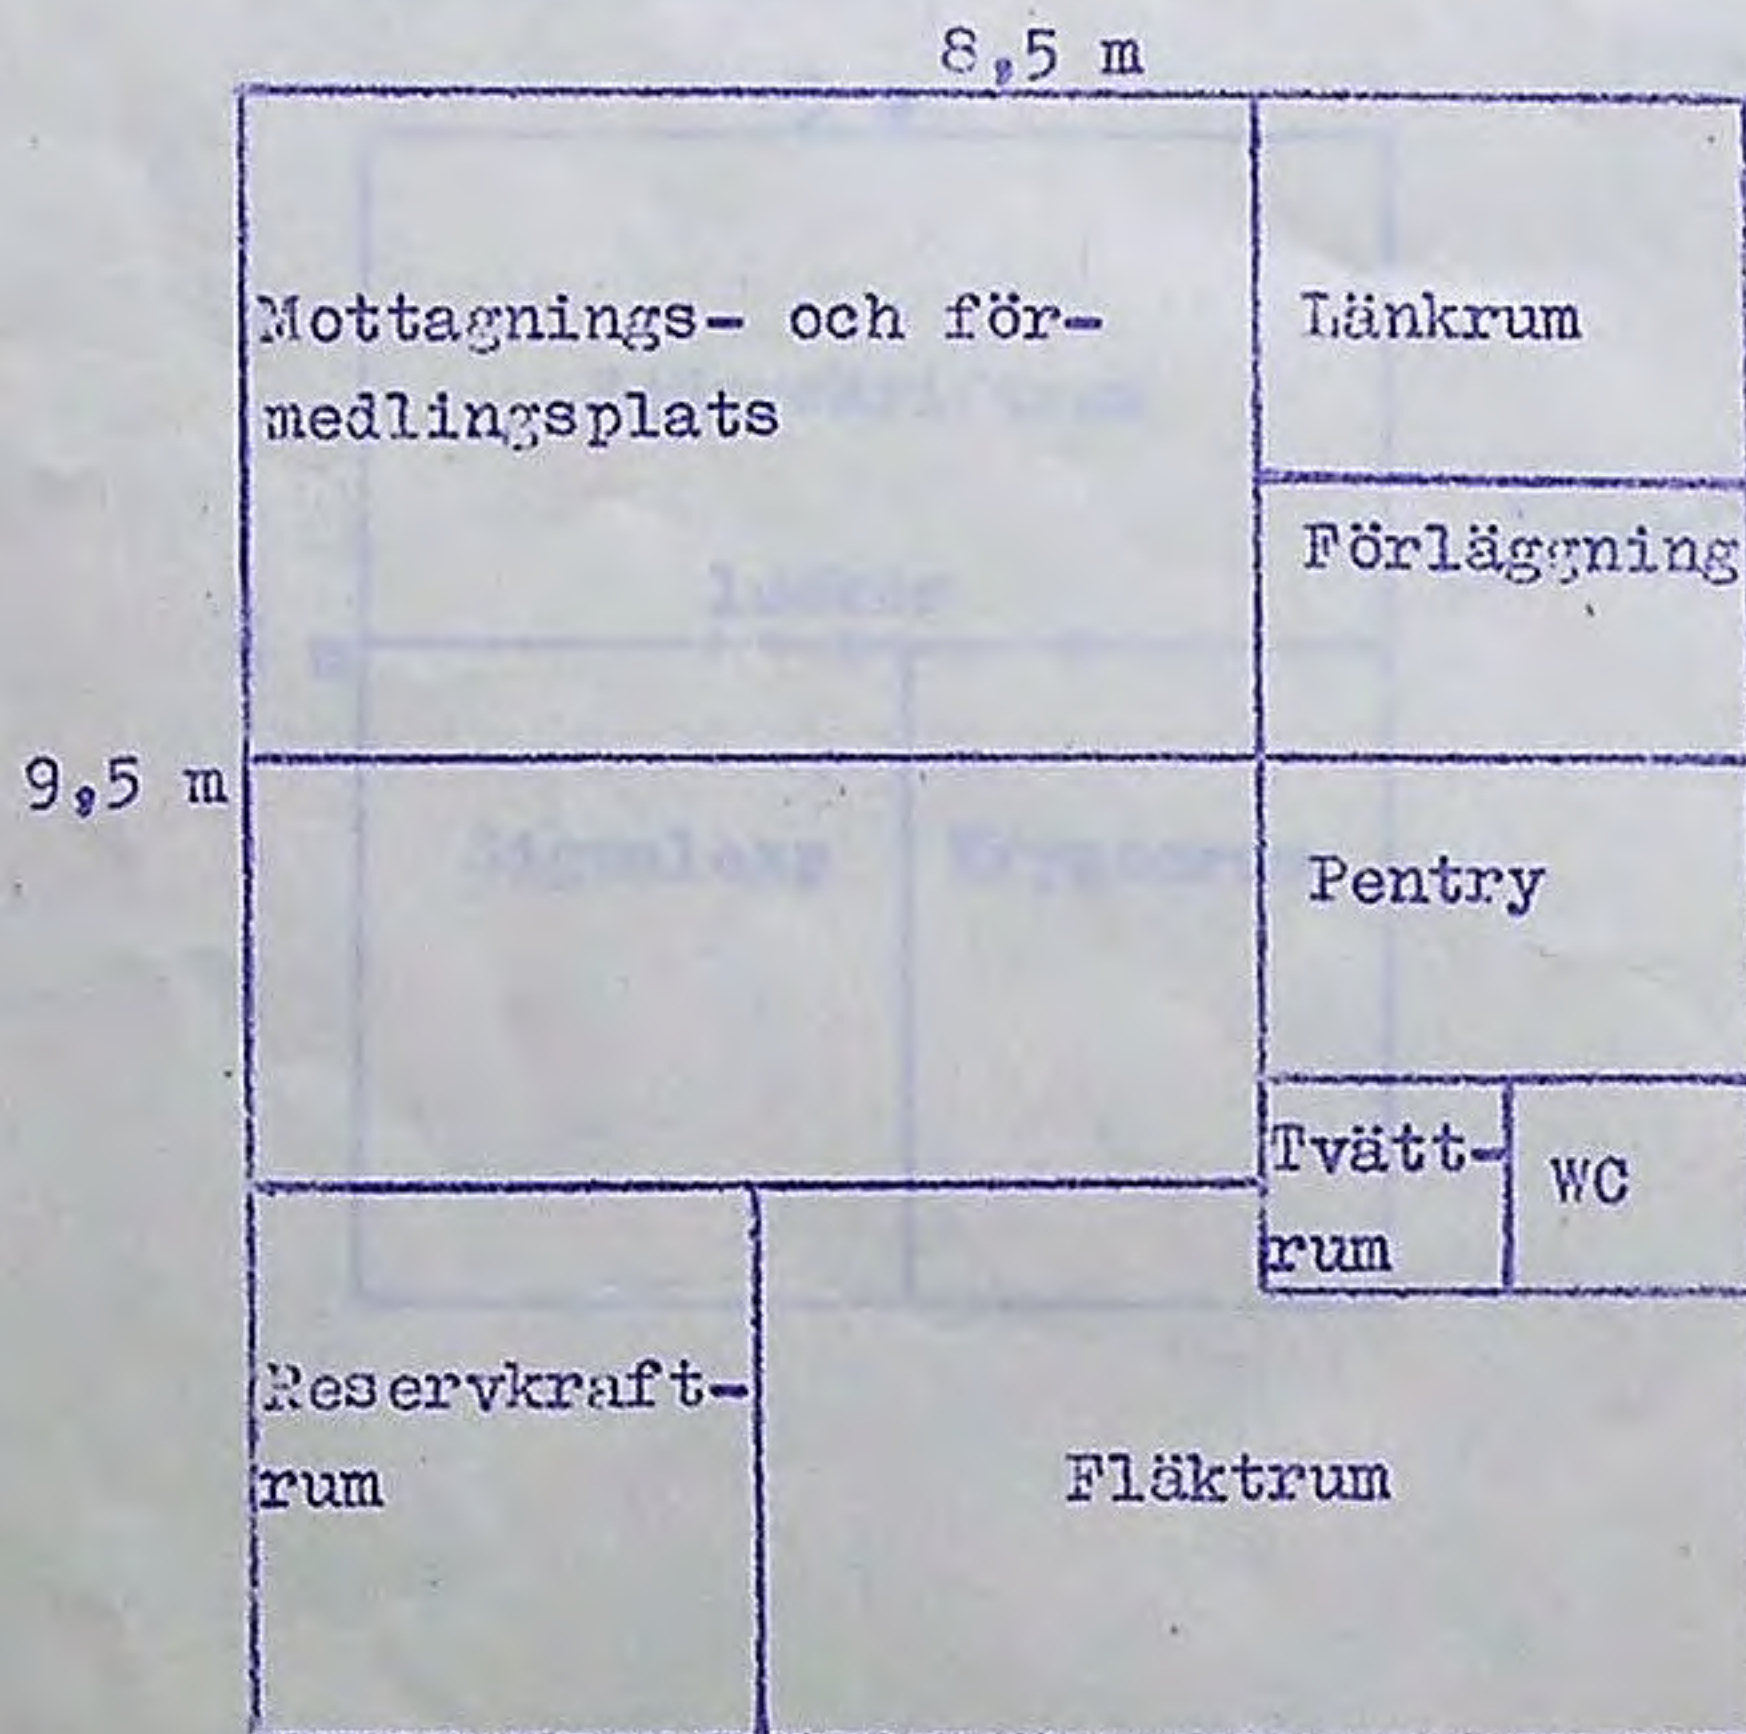 8,5 m
Mottagnings- och för-
medlingsplats
Länkrum
Förläggning
9,5 m
Pentry
Tvätt-
rum
WC
Reservkraft-
rum
Fläktrum